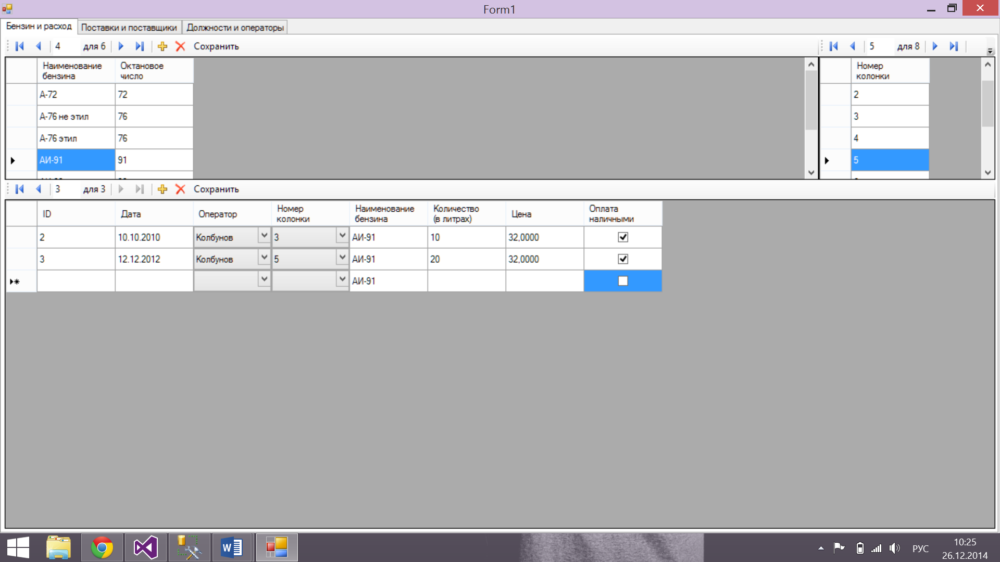 Form1
Бензин и расход
Поставки и поставщики
Должности и операторы
4 для 6 Сохранить
5 для 8
Наименование бензина
Октановое число
А-72 72
А-76 не этил 76
А-76 этил 76
АИ-91 91
Номер колонки
2
3
4
5
3 для 3 Сохранить
ID
Дата
Оператор
Номер колонки
Наименование бензина
Количество (в литрах)
Цена
Оплата наличными
2 10.10.2010 Колбунов 3 АИ-91 10 32,0000
3 12.12.2012 Колбунов 5 АИ-91 20 32,0000
АИ-91
РУС
10:25
26.12.2014